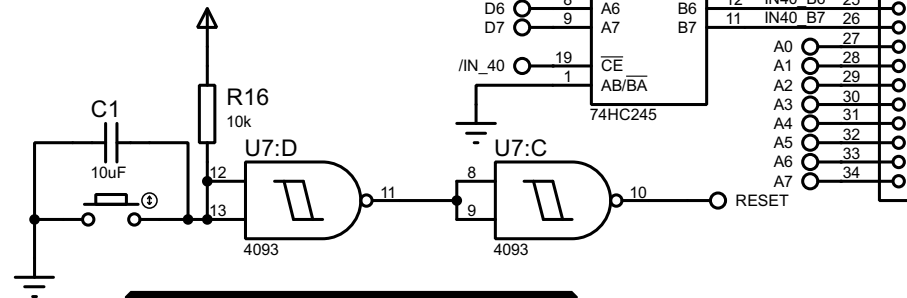 D6 8 A6 B6 12 IN40_B6 25
D7 9 A7 B7 11 IN40_B7 26
A0 27
/IN_40 19 CE A1 28
1 AB/BA A2 29
A3 30
74HC245
A4 31
A5 32
A6 33
A7 34
R16
10k
C1
10uF
U7:D
12
13
11
4093
U7:C
8
9
10
4093
RESET